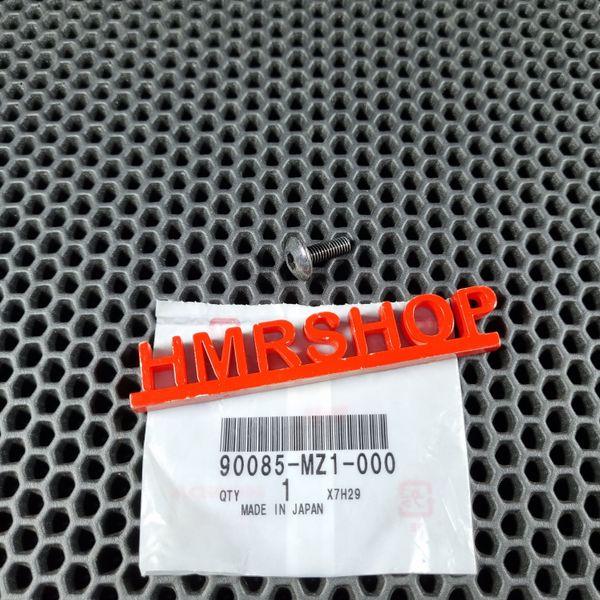 HMRSHOP
90085-MZ1-000
QTY 1 X7H29
MADE IN JAPAN